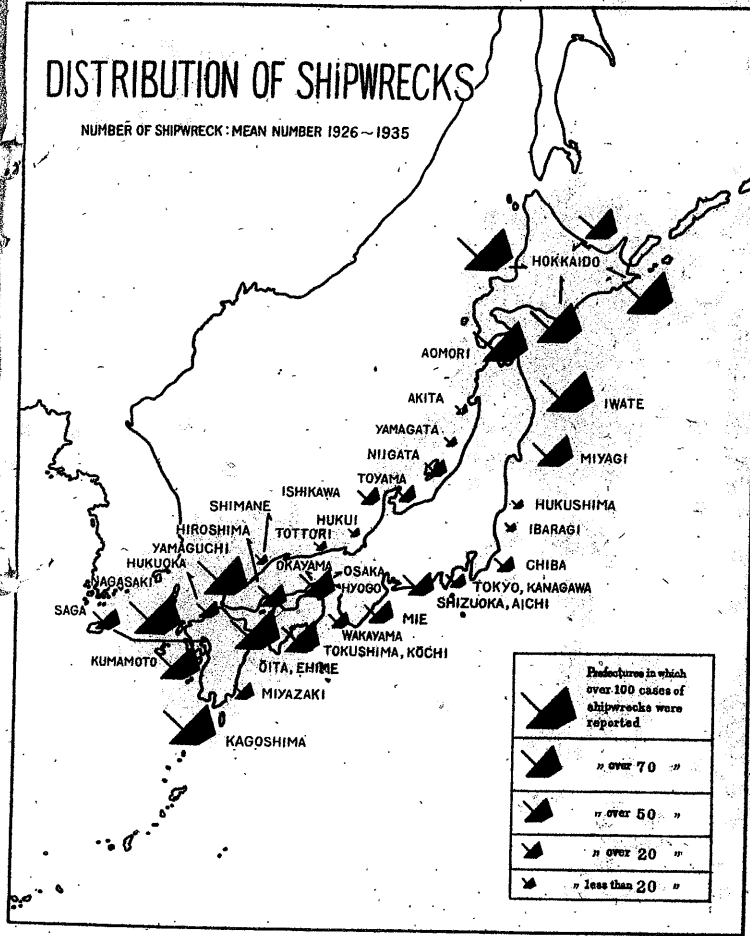 DISTRIBUTION OF SHIPWRECKS
NUMBER OF SHIPWRECK : MEAN NUMBER 1926~1935
HOKKAIDO
AOMORI
AKITA
IWATE
YAMAGATA
NIIGATA
MIYAGI
TOYAMA
ISHIKAWA
SHIMANE
HUKUSHIMA
HUKUI
HIROSHIMA
TOTTORI
IBARAGI
YAMAGUCHI
HUKUOKA
OKAYAMA
OSAKA
CHIBA
NAGASAKI
HYOGO
TOKYO, KANAGAWA
SHIZUOKA, AICHI
SAGA
MIE
WAKAYAMA
TOKUSHIMA, KŌCHI
KUMAMOTO
ŌITA, EHIME
MIYAZAKI
KAGOSHIMA
Prefectures in which
over 100 cases of
shipwrecks were
reported
" over 70 "
" over 50 "
" over 20 "
" less than 20 "